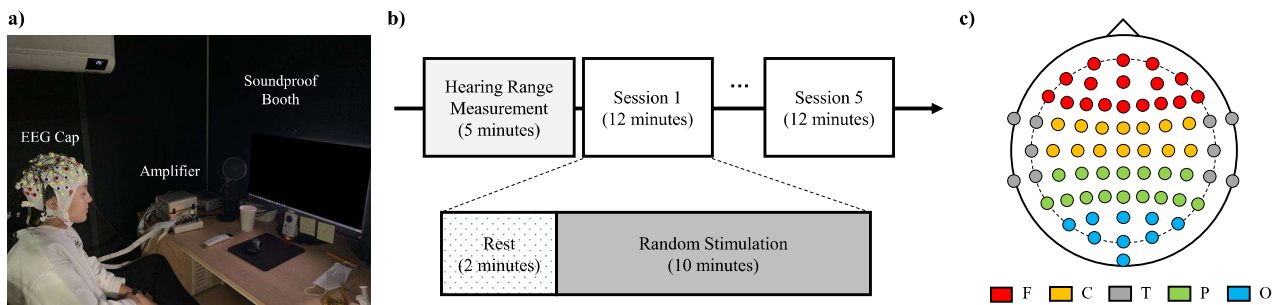 a)
Soundproof
Booth
EEG Cap
Amplifier
b)
Hearing Range
Measurement
(5 minutes)
Session 1
(12 minutes)
...
Session 5
(12 minutes)
Rest
(2 minutes)
Random Stimulation
(10 minutes)
c)
F
C
T
P
O